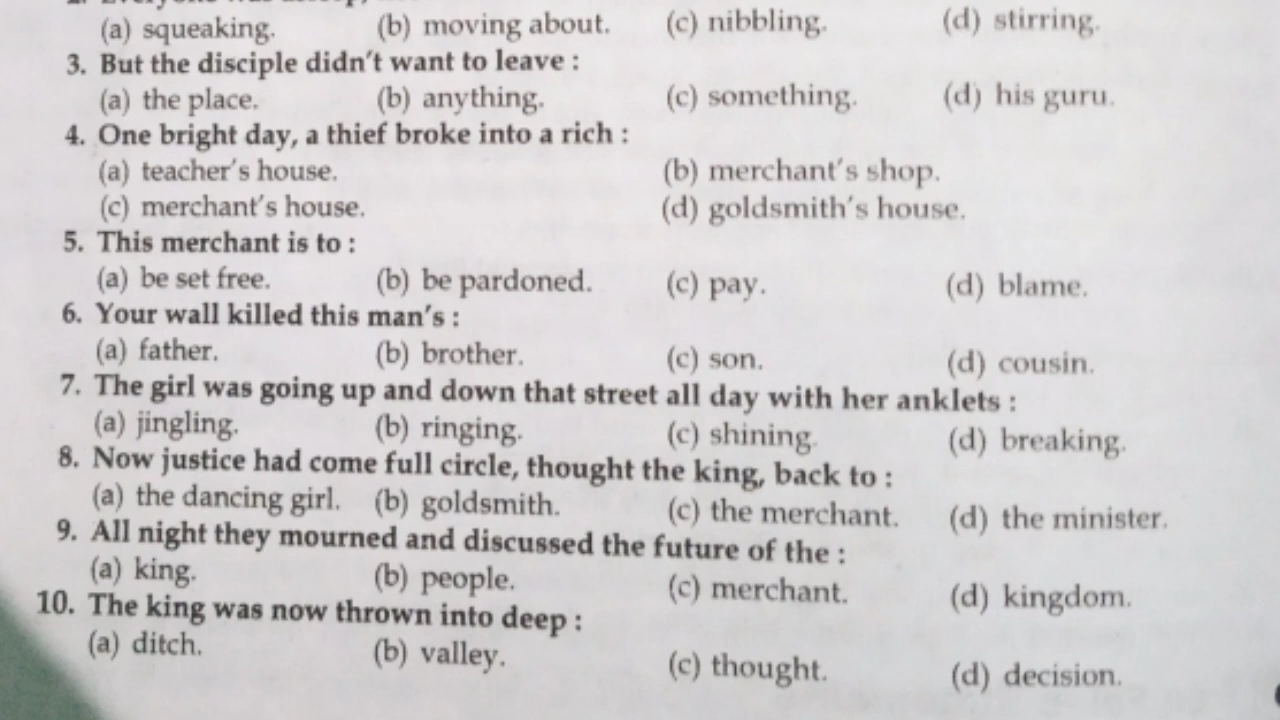 (a) squeaking. (b) moving about. (c) nibbling. (d) stirring.
3. But the disciple didn't want to leave :
(a) the place. (b) anything. (c) something. (d) his guru.
4. One bright day, a thief broke into a rich :
(a) teacher's house. (b) merchant's shop.
(c) merchant's house. (d) goldsmith's house.
5. This merchant is to :
(a) be set free. (b) be pardoned. (c) pay. (d) blame.
6. Your wall killed this man's :
(a) father. (b) brother. (c) son. (d) cousin.
7. The girl was going up and down that street all day with her anklets :
(a) jingling. (b) ringing. (c) shining. (d) breaking.
8. Now justice had come full circle, thought the king, back to :
(a) the dancing girl. (b) goldsmith. (c) the merchant. (d) the minister.
9. All night they mourned and discussed the future of the :
(a) king. (b) people. (c) merchant. (d) kingdom.
10. The king was now thrown into deep :
(a) ditch. (b) valley. (c) thought. (d) decision.